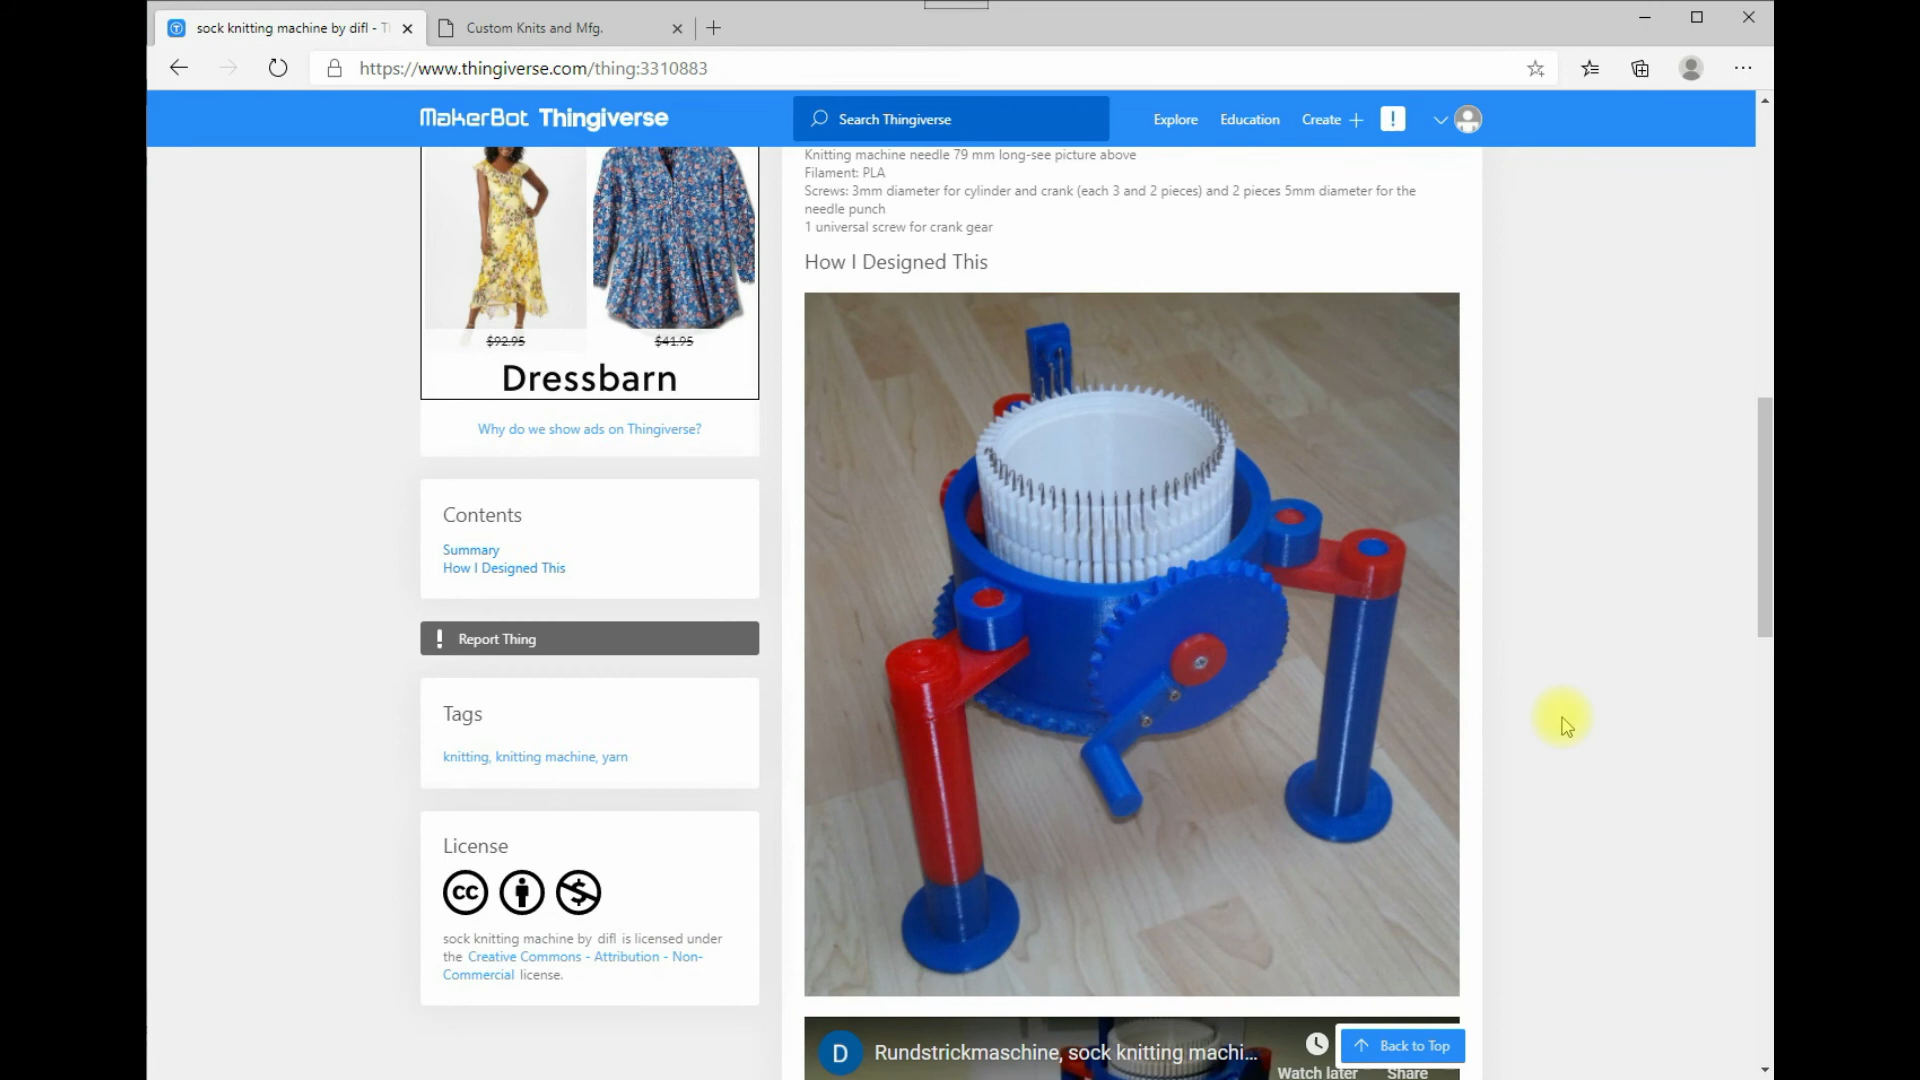 sock knitting machine by difl - T
Custom Knits and Mfg.
https://www.thingiverse.com/thing:3310883
MakerBot Thingiverse
Search Thingiverse
Explore
Education
Create
Knitting machine needle 79 mm long-see picture above
Filament: PLA
Screws: 3mm diameter for cylinder and crank (each 3 and 2 pieces) and 2 pieces 5mm diameter for the
needle punch
1 universal screw for crank gear
How I Designed This
$92.95
$41.95
Dressbarn
Why do we show ads on Thingiverse?
Contents
Summary
How I Designed This
! Report Thing
Tags
knitting, knitting machine, yarn
License
cc
sock knitting machine by difl is licensed under
the Creative Commons - Attribution - Non-
Commercial license.
D
Rundstrickmaschine, sock knitting machi...
Watch later
Share
Back to Top